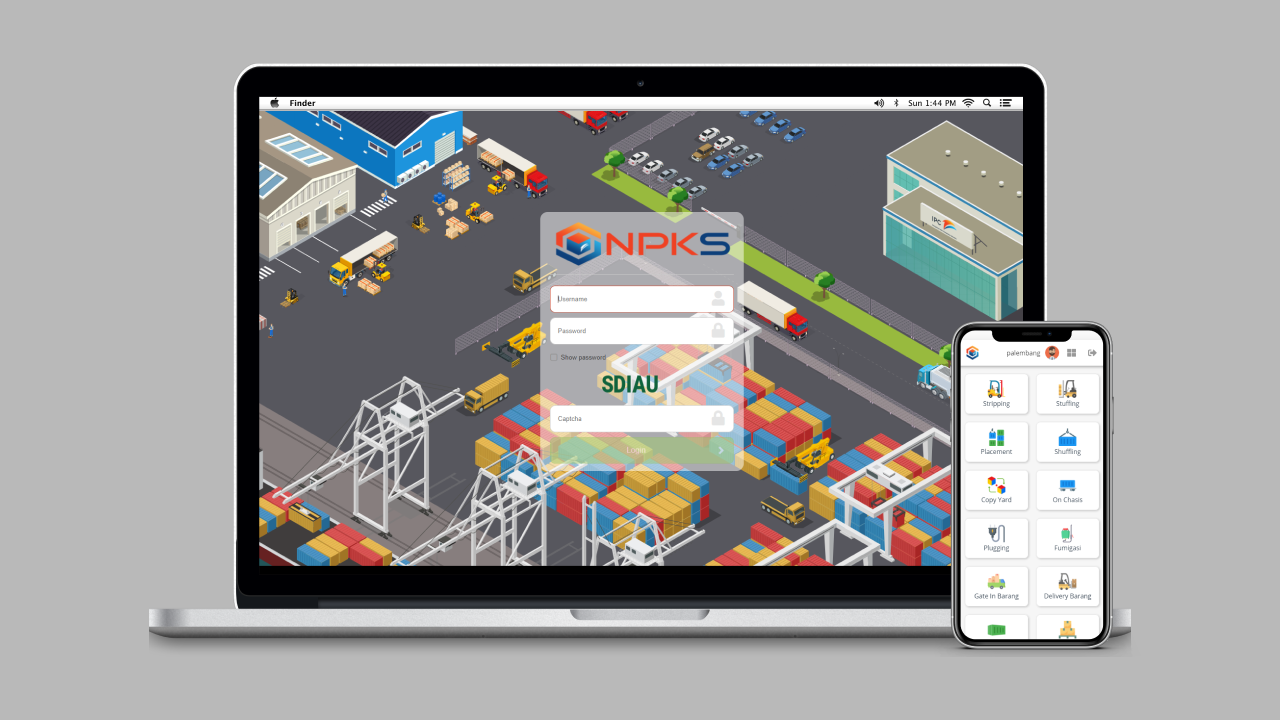 Finder
Sun 1:44 PM
IPC
NPKS
Username
Password
Show password
SDIAU
Captcha
Login
palembang
Stripping
Stuffing
Placement
Shuffling
Copy Yard
On Chasis
Plugging
Fumigasi
Gate In Barang
Delivery Barang